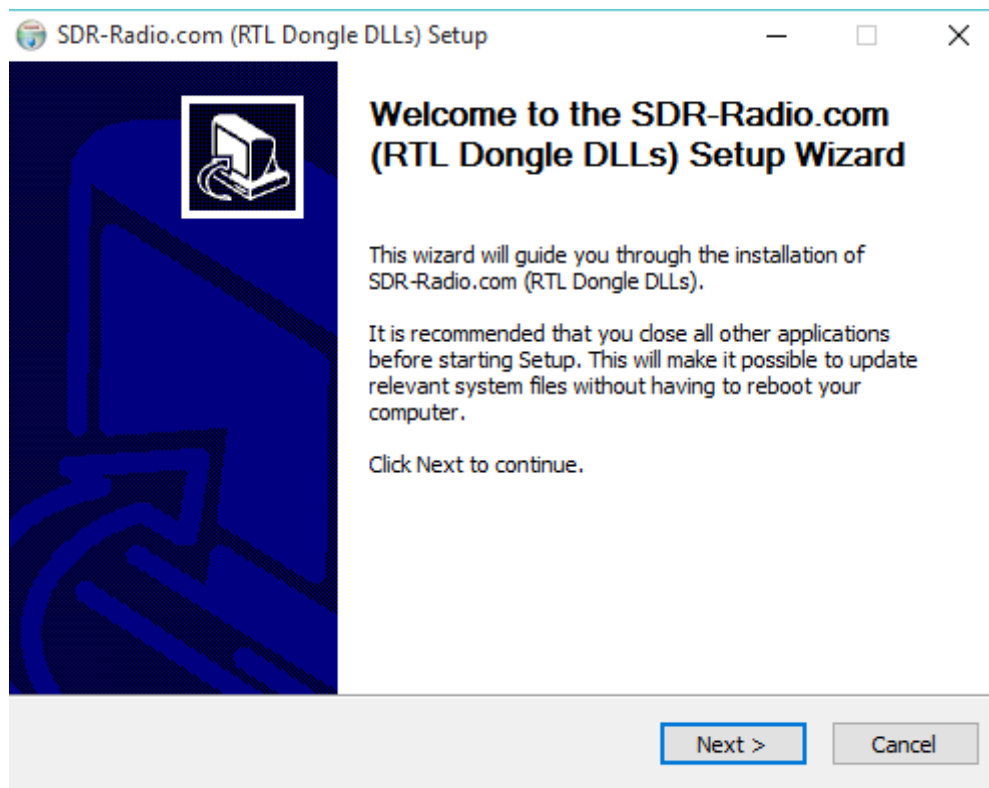 SDR-Radio.com (RTL Dongle DLLs) Setup
Welcome to the SDR-Radio.com
(RTL Dongle DLLs) Setup Wizard
This wizard will guide you through the installation of
SDR-Radio.com (RTL Dongle DLLs).
It is recommended that you close all other applications
before starting Setup. This will make it possible to update
relevant system files without having to reboot your
computer.
Click Next to continue.
Next >
Cancel